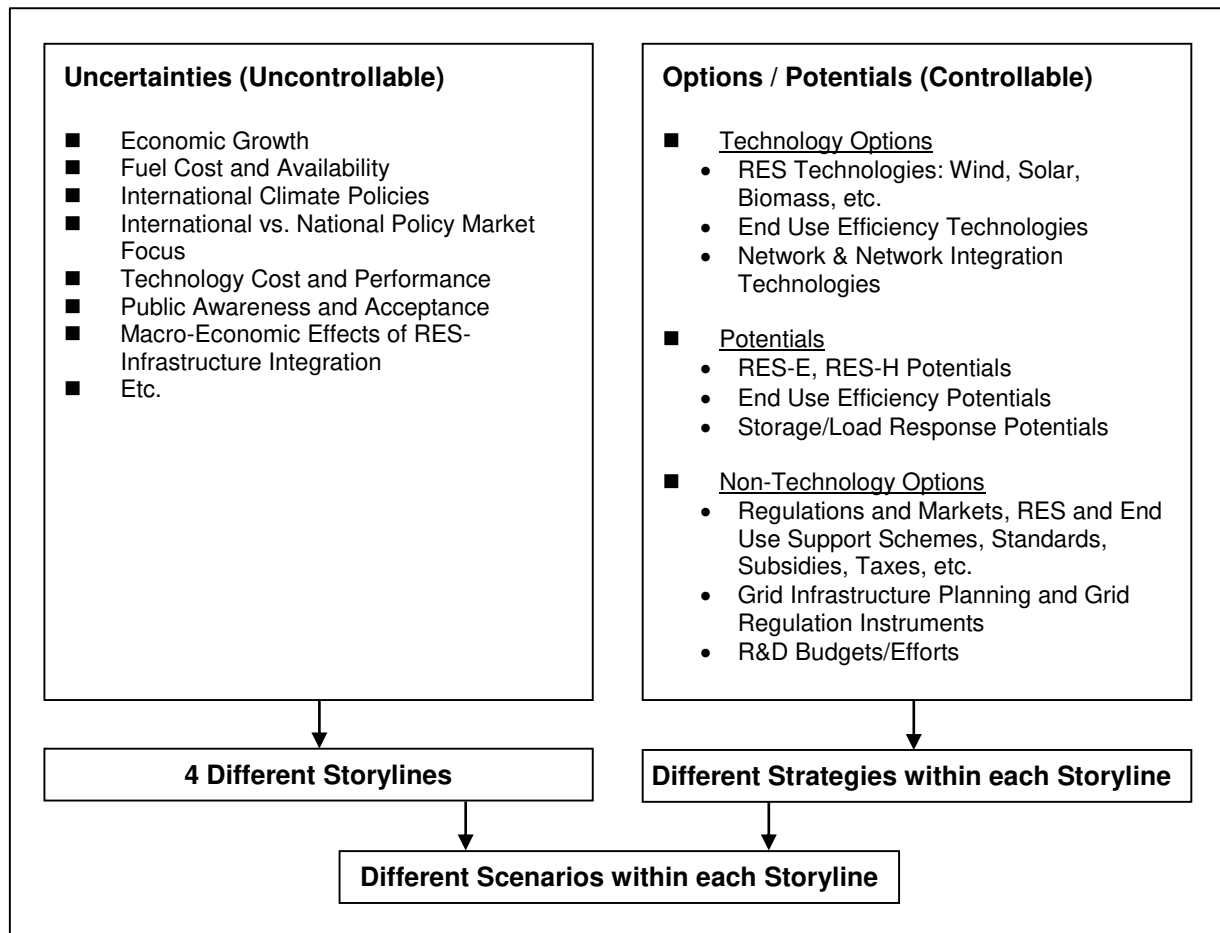 Uncertainties (Uncontrollable)
■ Economic Growth
■ Fuel Cost and Availability
■ International Climate Policies
■ International vs. National Policy Market
Focus
■ Technology Cost and Performance
■ Public Awareness and Acceptance
■ Macro-Economic Effects of RES-
Infrastructure Integration
■ Etc.
Options / Potentials (Controllable)
■ Technology Options
• RES Technologies: Wind, Solar,
Biomass, etc.
• End Use Efficiency Technologies
• Network & Network Integration
Technologies
■ Potentials
• RES-E, RES-H Potentials
• End Use Efficiency Potentials
• Storage/Load Response Potentials
■ Non-Technology Options
• Regulations and Markets, RES and End
Use Support Schemes, Standards,
Subsidies, Taxes, etc.
• Grid Infrastructure Planning and Grid
Regulation Instruments
• R&D Budgets/Efforts
4 Different Storylines
Different Strategies within each Storyline
Different Scenarios within each Storyline